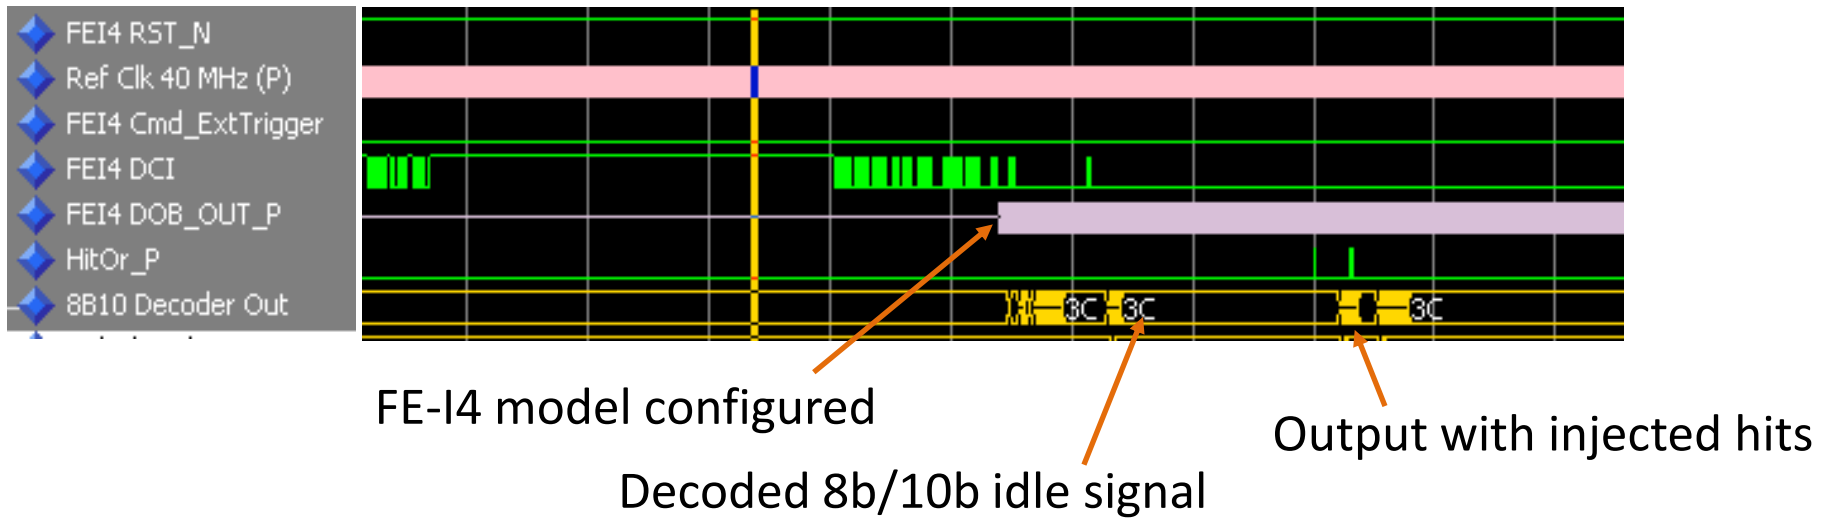 FEI4 RST_N
Ref Clk 40 MHz (P)
FEI4 Cmd_ExtTrigger
FEI4 DCI
FEI4 DOB_OUT_P
HitOr_P
8B10 Decoder Out
3C 3C 3C
FE-I4 model configured
Output with injected hits
Decoded 8b/10b idle signal